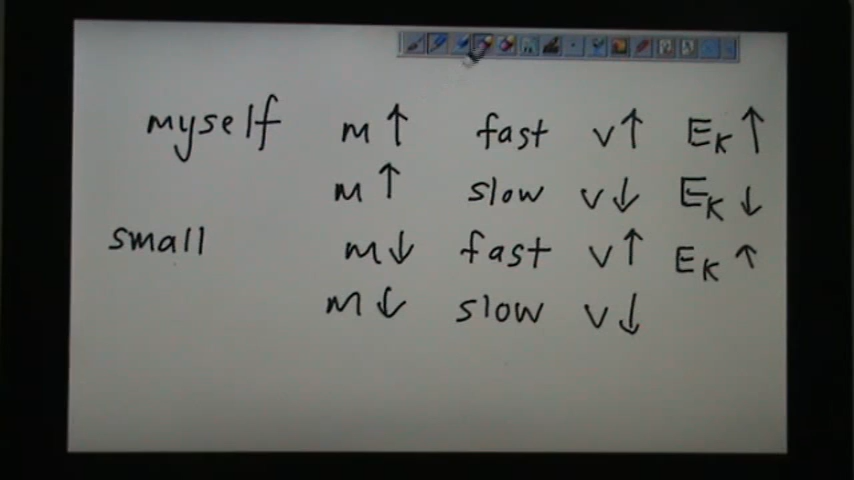 myself m↑ fast v↑ EK↑
m↑ slow v↓ EK↓
small m↓ fast v↑ EK↑
m↓ slow v↓